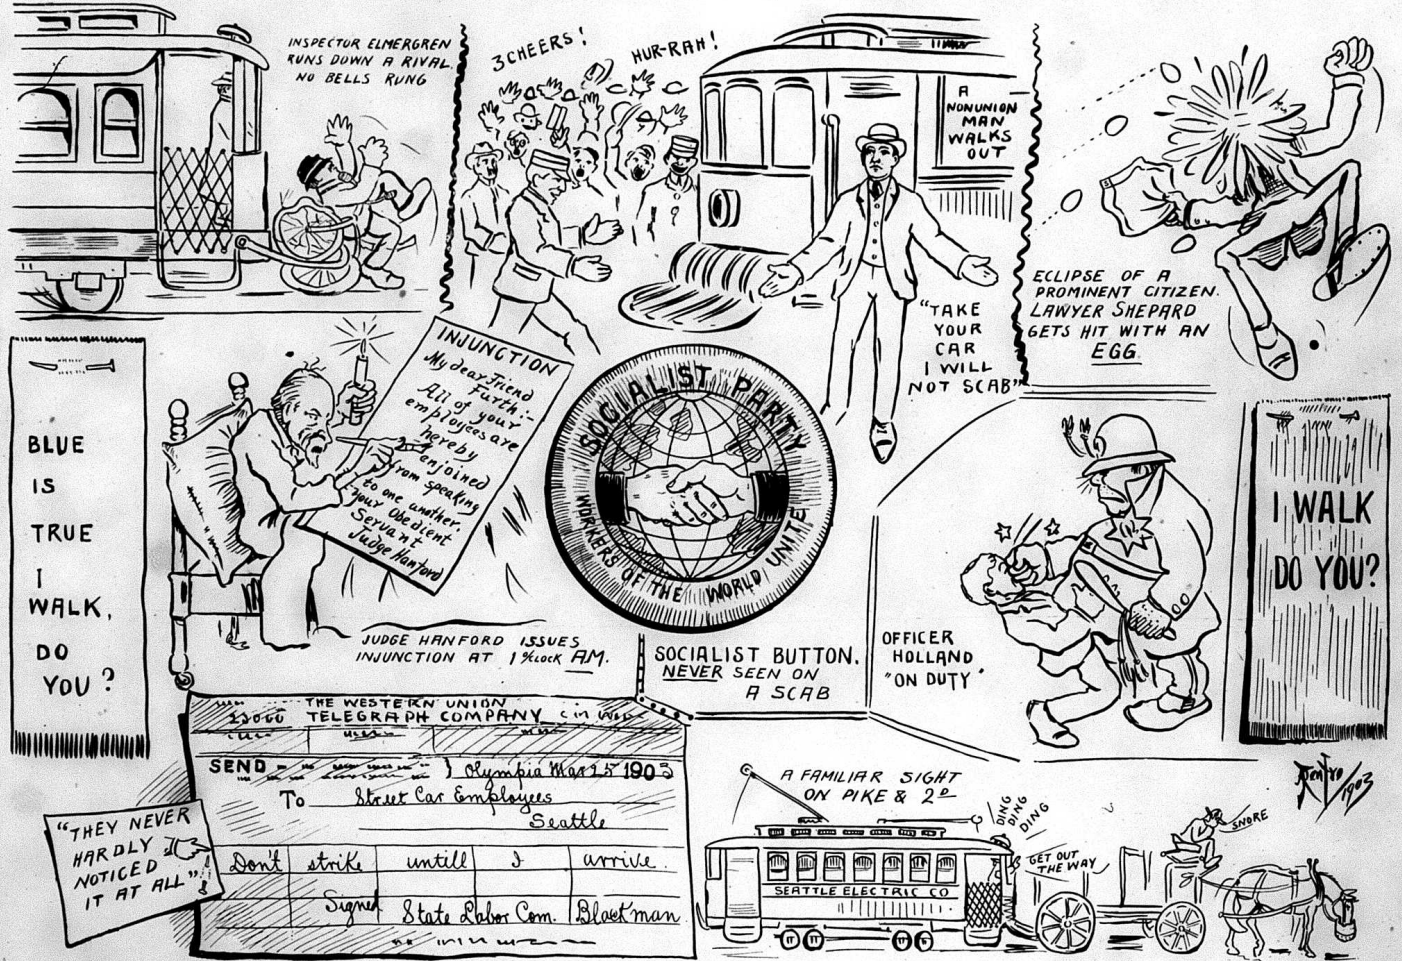 INSPECTOR ELMERGREN
RUNS DOWN A RIVAL.
NO BELLS RUNG
3 CHEERS!
HUR-RAH!
A
NONUNION
MAN
WALKS
OUT
"TAKE
YOUR
CAR
I WILL
NOT SCAB"
ECLIPSE OF A
PROMINENT CITIZEN.
LAWYER SHEPARD
GETS HIT WITH AN
EGG.
BLUE
IS
TRUE
I
WALK,
DO
YOU?
INJUNCTION
My dear Friend
Furth:-
All of your
employees are
hereby
enjoined
from speaking
to one another.
Your Obedient
Servant
Judge Hanford
JUDGE HANFORD ISSUES
INJUNCTION AT 1 O'CLOCK AM.
SOCIALIST PARTY
WORKERS OF THE WORLD UNITE
SOCIALIST BUTTON.
NEVER SEEN ON
A SCAB
OFFICER
HOLLAND
"ON DUTY"
I WALK
DO YOU?
THE WESTERN UNION
23000 TELEGRAPH COMPANY
SEND
Olympia Mar 25 1903
To Street Car Employees
Seattle
Don't strike untill I arrive.
Signed State Labor Com. Blackman
"THEY NEVER
HARDLY
NOTICED
IT AT ALL"
A FAMILIAR SIGHT
ON PIKE & 2D
DING
DING
DING
GET OUT
THE WAY
SNORE
SEATTLE ELECTRIC CO
Renfro/1903